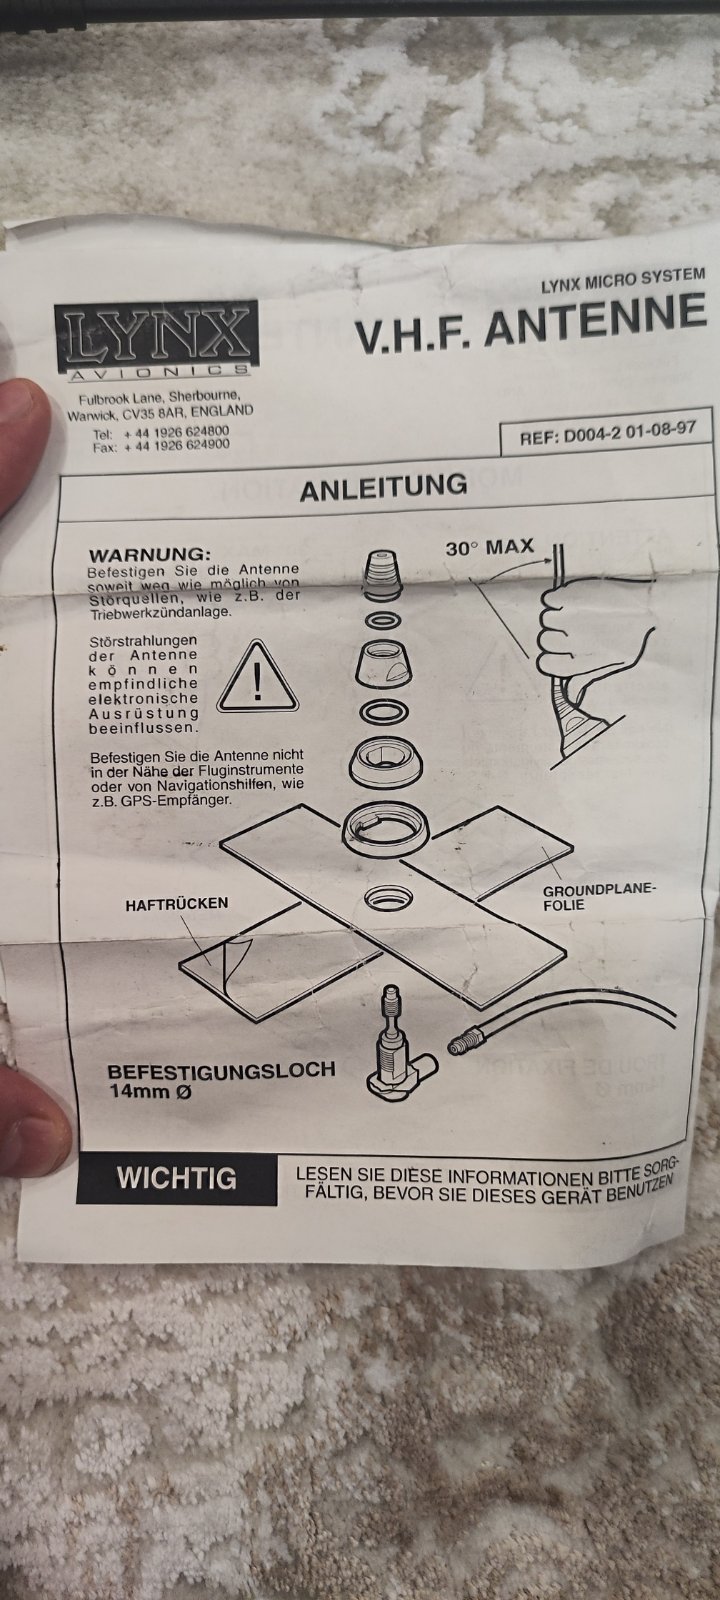 LYNX
AVIONICS
Fulbrook Lane, Sherbourne,
Warwick, CV35 8AR, ENGLAND
Tel: + 44 1926 624800
Fax: + 44 1926 624900
LYNX MICRO SYSTEM
V.H.F. ANTENNE
REF: D004-2 01-08-97
ANLEITUNG
WARNUNG:
Befestigen Sie die Antenne
soweit weg wie möglich von
Störquellen, wie z.B. der
Triebwerkzündanlage.
Störstrahlungen
der Antenne
können
empfindliche
elektronische
Ausrüstung
beeinflussen.
!
Befestigen Sie die Antenne nicht
in der Nähe der Fluginstrumente
oder von Navigationshilfen, wie
z.B. GPS-Empfänger.
30° MAX
HAFTRÜCKEN
GROUNDPLANE-
FOLIE
BEFESTIGUNGSLOCH
14mm Ø
WICHTIG
LESEN SIE DIESE INFORMATIONEN BITTE SORG-
FÄLTIG, BEVOR SIE DIESES GERÄT BENUTZEN